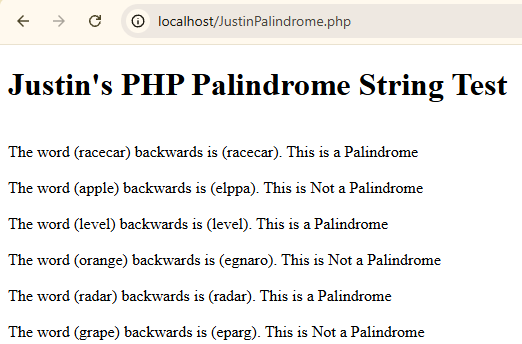 localhost/JustinPalindrome.php
Justin's PHP Palindrome String Test
The word (racecar) backwards is (racecar). This is a Palindrome
The word (apple) backwards is (elppa). This is Not a Palindrome
The word (level) backwards is (level). This is a Palindrome
The word (orange) backwards is (egnaro). This is Not a Palindrome
The word (radar) backwards is (radar). This is a Palindrome
The word (grape) backwards is (eparg). This is Not a Palindrome